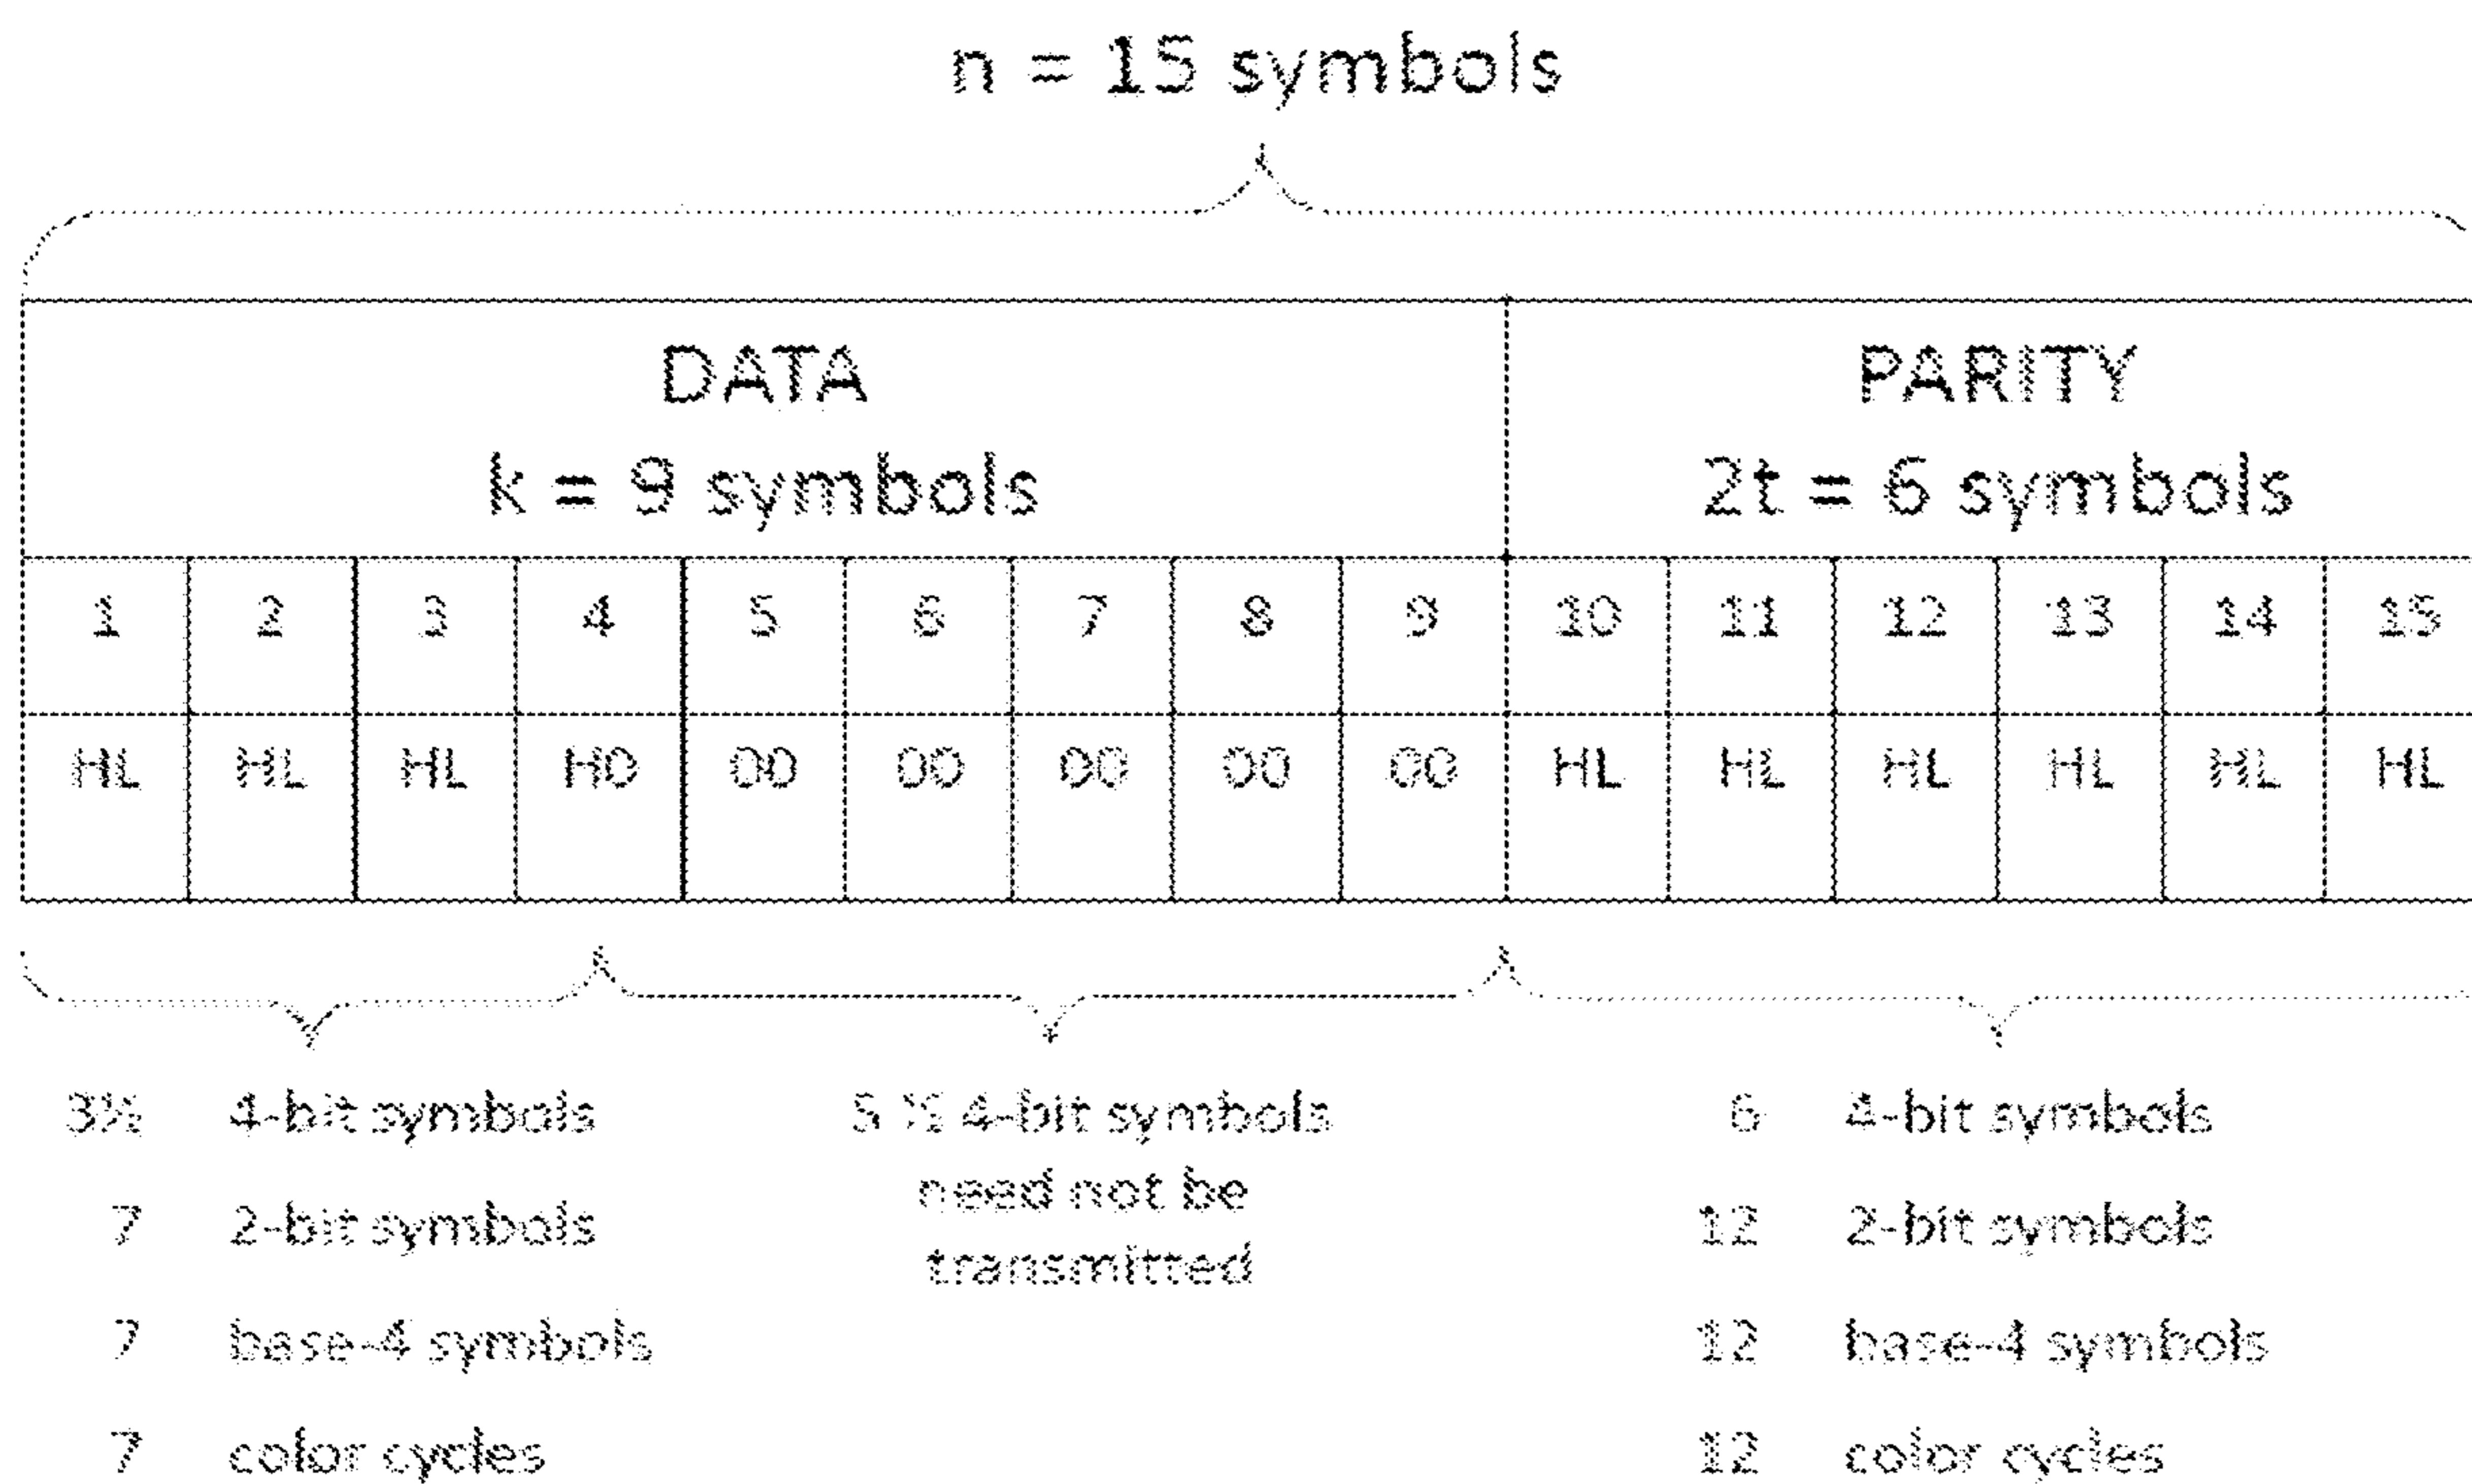 n = 15 symbols
DATA PARITY
k = 9 symbols 2t = 6 symbols
1 2 3 4 5 6 7 8 9 10 11 12 13 14 15
HL HL HL H0 00 00 00 00 00 HL HL HL HL HL HL
3½ 4-bit symbols 5 ½ 4-bit symbols 6 4-bit symbols
need not be
7 2-bit symbols 12 2-bit symbols
transmitted
7 base-4 symbols 12 base-4 symbols
7 color cycles 12 color cycles